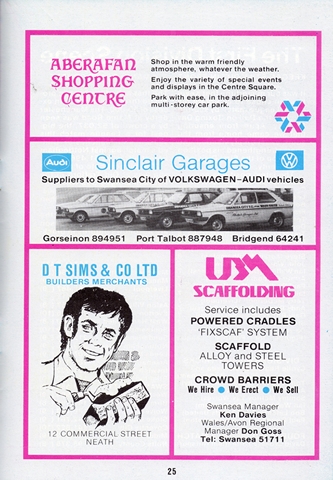 ABERAFAN
SHOPPING
CENTRE
Shop in the warm friendly
atmosphere, whatever the weather.
Enjoy the variety of special events
and displays in the Centre Square.
Park with ease, in the adjoining
multi-storey car park.
Audi
Sinclair Garages
Suppliers to Swansea City of VOLKSWAGEN-AUDI vehicles
Gorseinon 894951 Port Talbot 887948 Bridgend 64241
D T SIMS & CO LTD
BUILDERS MERCHANTS
12 COMMERCIAL STREET
NEATH
UBM
SCAFFOLDING
Service includes
POWERED CRADLES
'FIXSCAF' SYSTEM
SCAFFOLD
ALLOY and STEEL
TOWERS
CROWD BARRIERS
We Hire ● We Erect ● We Sell
Swansea Manager
Ken Davies
Wales/Avon Regional
Manager Don Goss
Tel: Swansea 51711
25